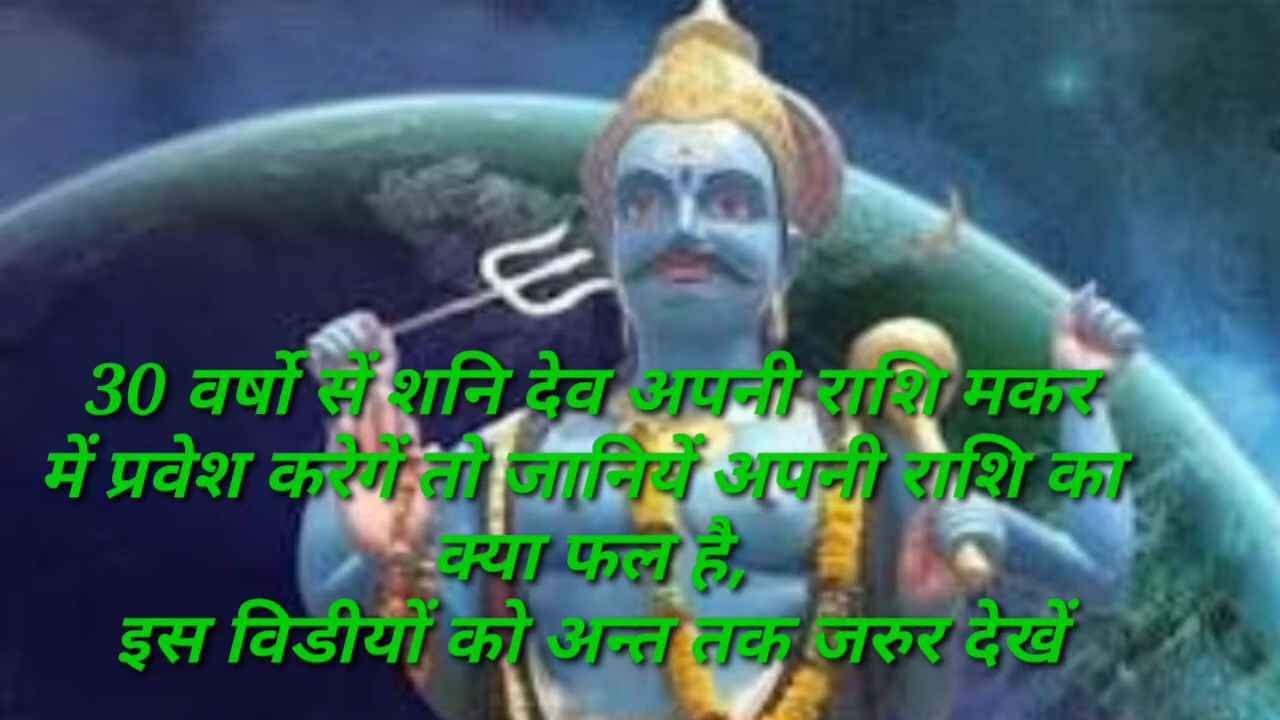 30 वर्षो सें शनि देव अपनी राशि मकर
में प्रवेश करेगें तो जानियें अपनी राशि का
क्या फल है,
इस विडीयों को अन्त तक जरुर देखें